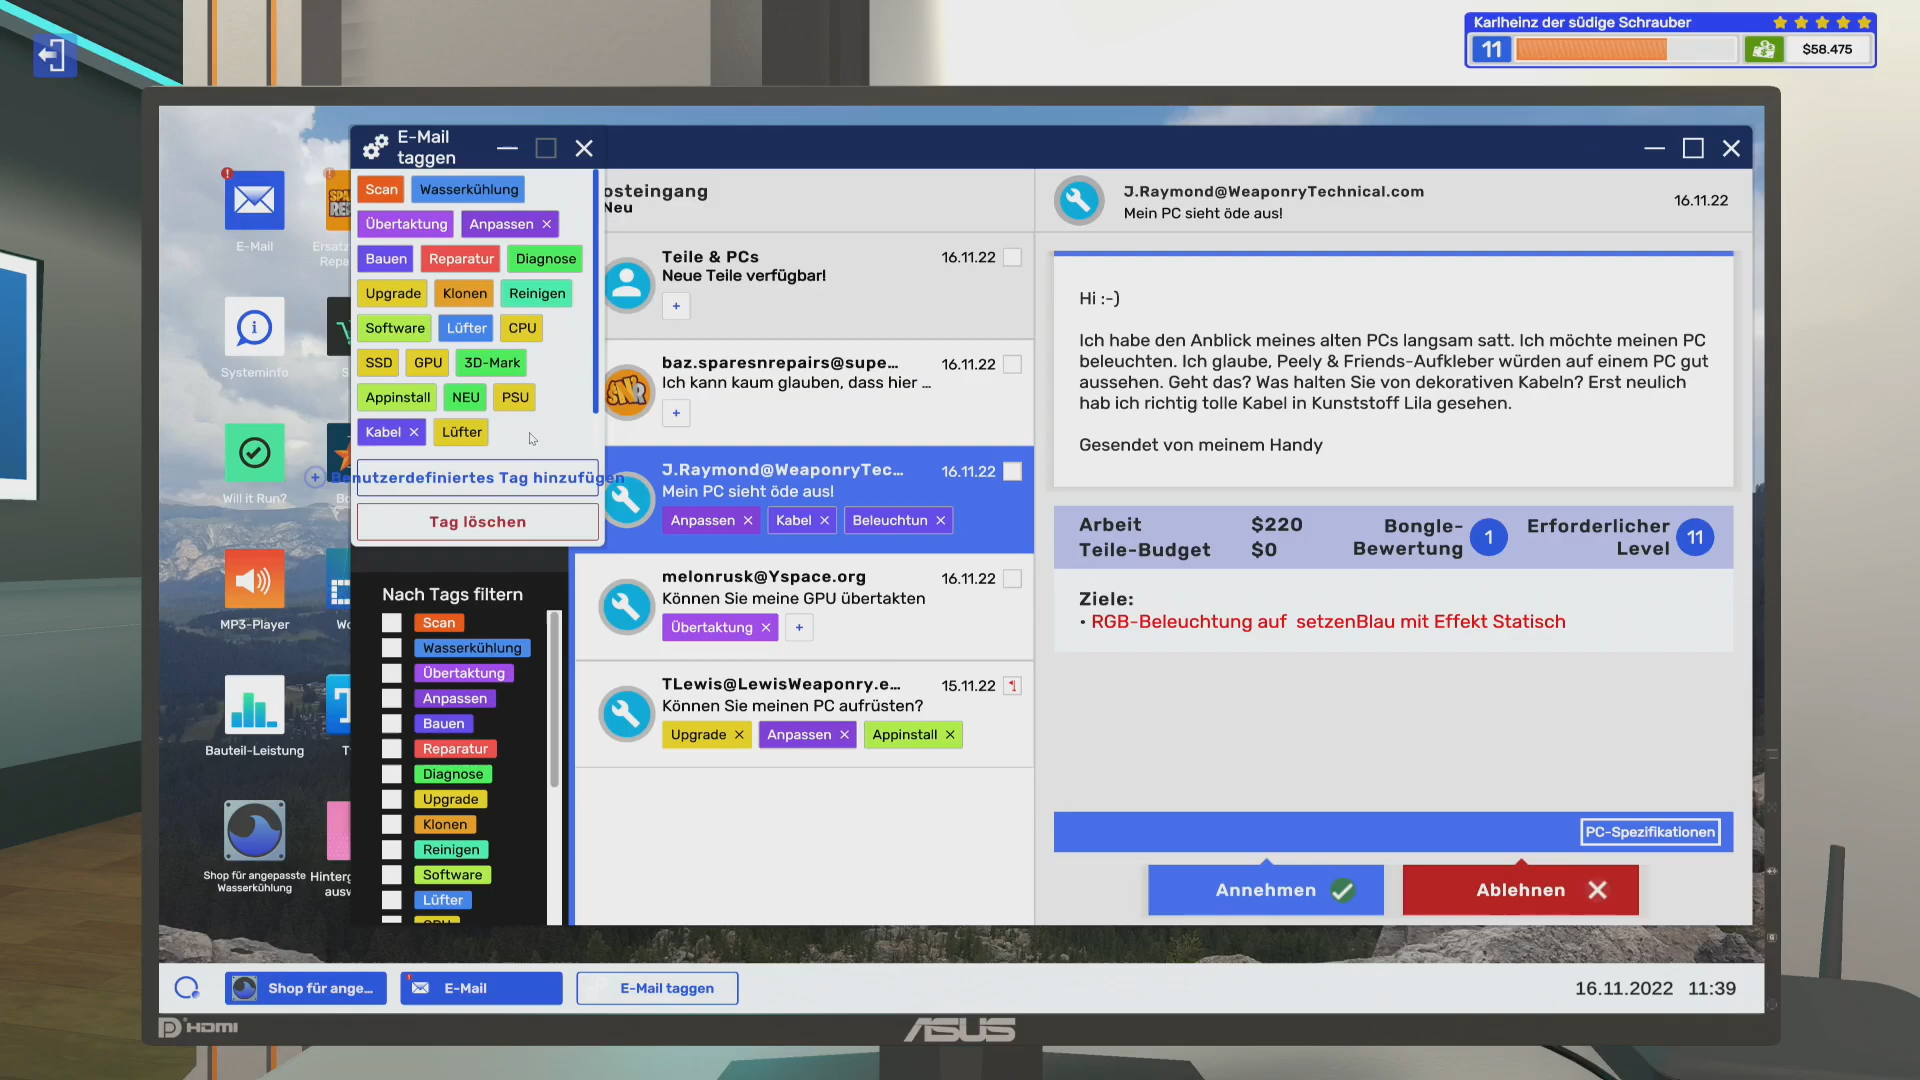 Karlheinz der südige Schrauber
11
$58.475
E-Mail taggen
Scan
Wasserkühlung
Übertaktung
Anpassen
Bauen
Reparatur
Diagnose
Upgrade
Klonen
Reinigen
Software
Lüfter
CPU
SSD
GPU
3D-Mark
Appinstall
NEU
PSU
Kabel
Lüfter
Benutzerdefiniertes Tag hinzufügen
Tag löschen
Nach Tags filtern
Scan
Wasserkühlung
Übertaktung
Anpassen
Bauen
Reparatur
Diagnose
Upgrade
Klonen
Reinigen
Software
Lüfter
CPU
E-Mail
Systeminfo
Will it Run?
MP3-Player
Bauteil-Leistung
Shop für angepasste
Wasserkühlung
osteingang
Neu
Teile & PCs
16.11.22
Neue Teile verfügbar!
+
baz.sparesnrepairs@supe...
16.11.22
Ich kann kaum glauben, dass hier ...
+
SNR
J.Raymond@WeaponryTec...
16.11.22
Mein PC sieht öde aus!
Anpassen
Kabel
Beleuchtun
melonrusk@Yspace.org
16.11.22
Können Sie meine GPU übertakten
Übertaktung
+
TLewis@LewisWeaponry.e...
15.11.22
Können Sie meinen PC aufrüsten?
Upgrade
Anpassen
Appinstall
J.Raymond@WeaponryTechnical.com
Mein PC sieht öde aus!
16.11.22
Hi :-)
Ich habe den Anblick meines alten PCs langsam satt. Ich möchte meinen PC
beleuchten. Ich glaube, Peely & Friends-Aufkleber würden auf einem PC gut
aussehen. Geht das? Was halten Sie von dekorativen Kabeln? Erst neulich
hab ich richtig tolle Kabel in Kunststoff Lila gesehen.
Gesendet von meinem Handy
Arbeit $220
Teile-Budget $0
Bongle-Bewertung 1
Erforderlicher Level 11
Ziele:
• RGB-Beleuchtung auf  setzenBlau mit Effekt Statisch
PC-Spezifikationen
Annehmen
Ablehnen
Shop für ange...
E-Mail
E-Mail taggen
16.11.2022 11:39
HDMI
ASUS